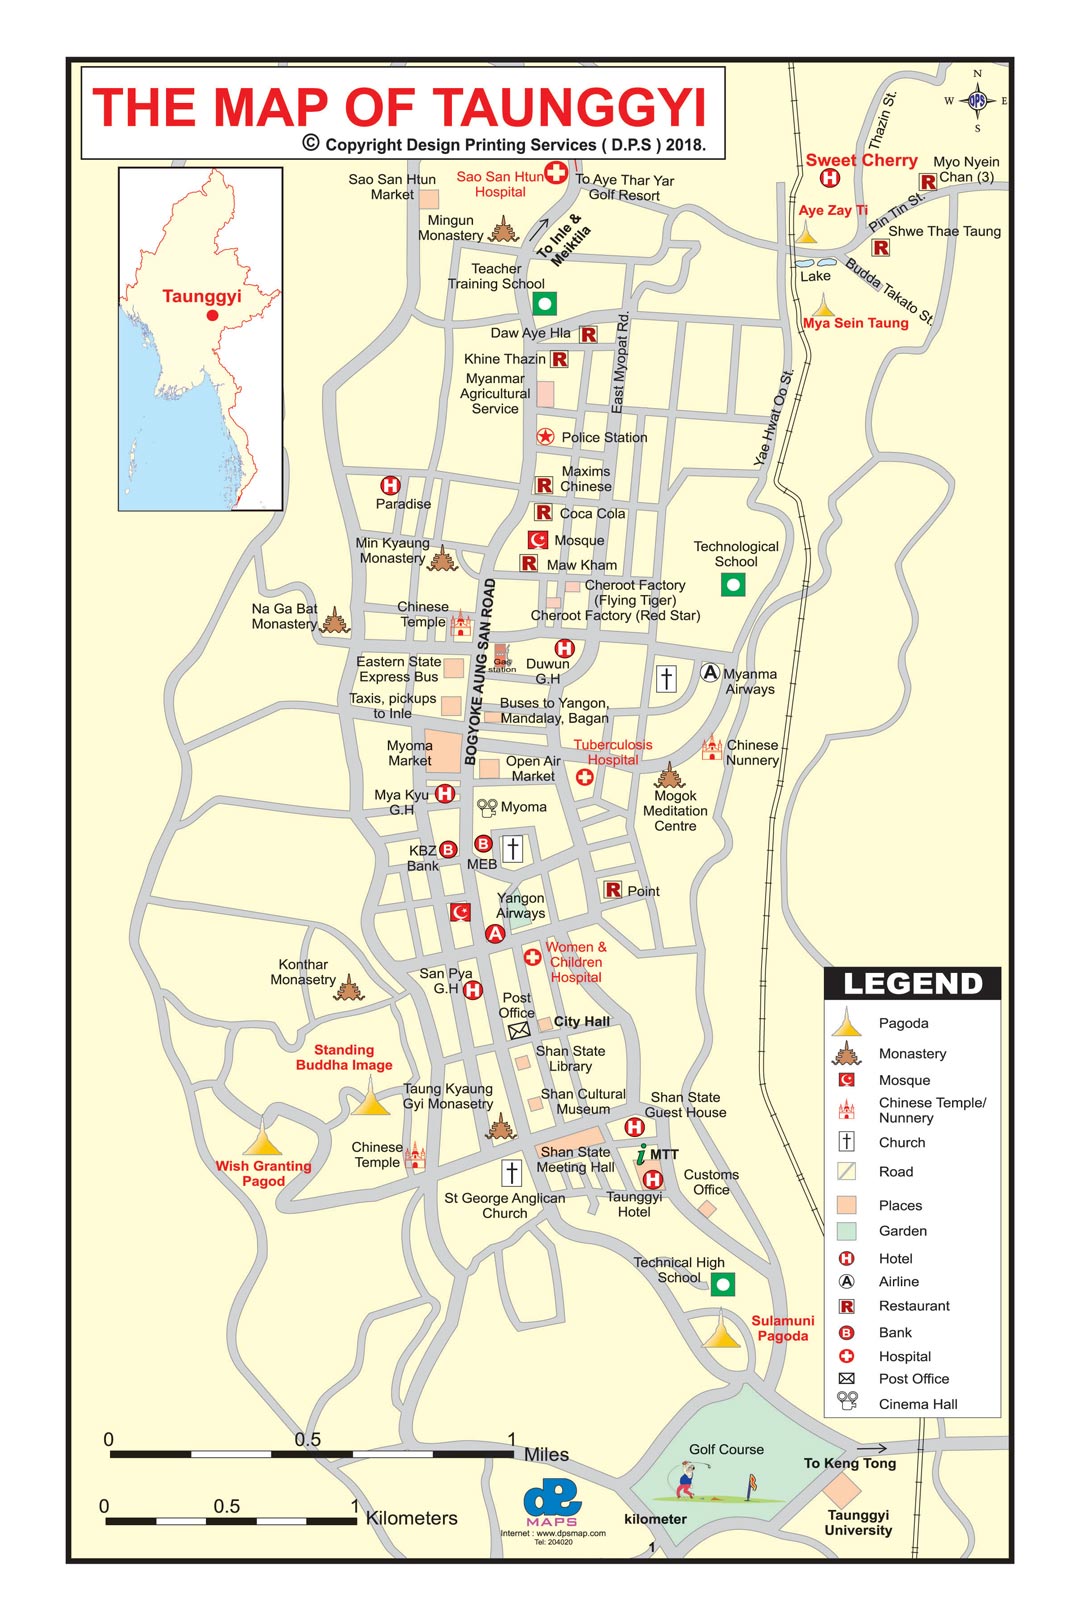 THE MAP OF TAUNGGYI
© Copyright Design Printing Services ( D.P.S ) 2018.
N
W
DPS
E
S
Taunggyi
Sao San Htun
Market
Sao San Htun
Hospital
To Aye Thar Yar
Golf Resort
Mingun
Monastery
To Inle &
Meiktila
Thazin St.
Sweet Cherry
H
Myo Nyein
Chan (3)
R
Aye Zay Ti
Pin Tin St.
Shwe Thae Taung
R
Lake
Budda Takato St.
Mya Sein Taung
Teacher
Training School
Daw Aye Hla
R
Khine Thazin
R
East Myopat Rd.
Myanmar
Agricultural
Service
Yae Hwat Oo St.
Police Station
Maxims
Chinese
R
H
Paradise
R
Coca Cola
Mosque
Min Kyaung
Monastery
R
Maw Kham
Technological
School
Cheroot Factory
(Flying Tiger)
Cheroot Factory (Red Star)
Na Ga Bat
Monastery
Chinese
Temple
BOGYOKE AUNG SAN ROAD
Gas
station
H
Duwun
G.H
Eastern State
Express Bus
A
Myanma
Airways
Taxis, pickups
to Inle
Buses to Yangon,
Mandalay, Bagan
Myoma
Market
Open Air
Market
Tuberculosis
Hospital
Chinese
Nunnery
Mogok
Meditation
Centre
Mya Kyu
G.H
H
Myoma
KBZ
Bank
B
B
MEB
R
Point
Yangon
Airways
A
Women &
Children
Hospital
Konthar
Monasetry
San Pya
G.H
H
Post
Office
City Hall
Standing
Buddha Image
Shan State
Library
Taung Kyaung
Gyi Monasetry
Shan Cultural
Museum
Shan State
Guest House
H
Chinese
Temple
Shan State
Meeting Hall
i MTT
H
Taunggyi
Hotel
Customs
Office
Wish Granting
Pagod
St George Anglican
Church
Technical High
School
Sulamuni
Pagoda
Golf Course
To Keng Tong
Taunggyi
University
kilometer
1
LEGEND
Pagoda
Monastery
Mosque
Chinese Temple/
Nunnery
Church
Road
Places
Garden
H Hotel
A Airline
R Restaurant
B Bank
Hospital
Post Office
Cinema Hall
0 0.5 1 Miles
0 0.5 1 Kilometers
MAPS
Internet : www.dpsmap.com
Tel: 204020